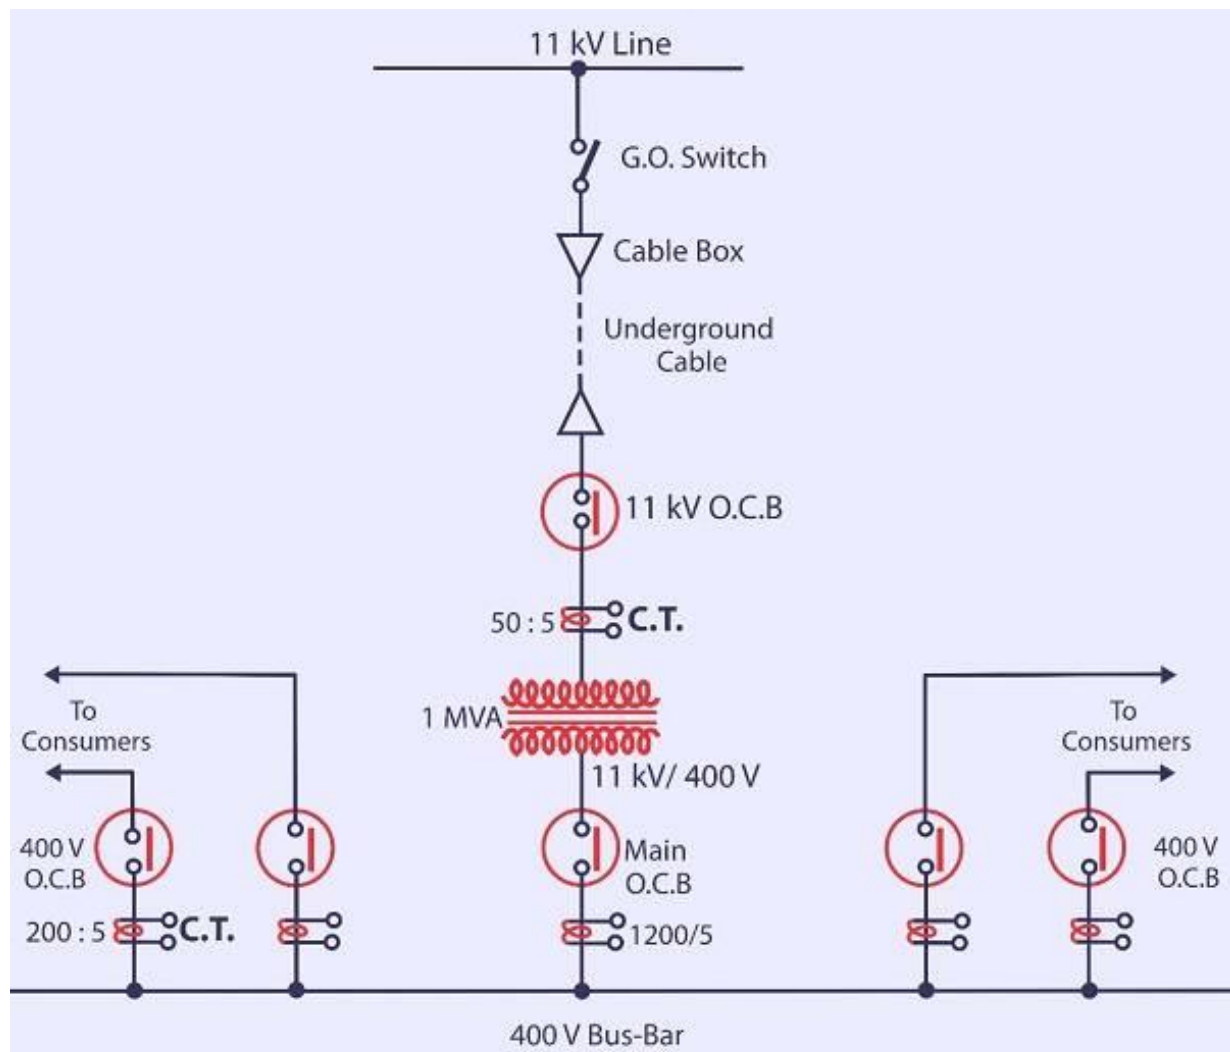 11 kV Line
G.O. Switch
Cable Box
Underground
Cable
11 kV O.C.B
50 : 5
C.T.
1 MVA
11 kV/ 400 V
To
Consumers
To
Consumers
400 V
O.C.B
Main
O.C.B
400 V
O.C.B
200 : 5
C.T.
1200/5
400 V Bus-Bar